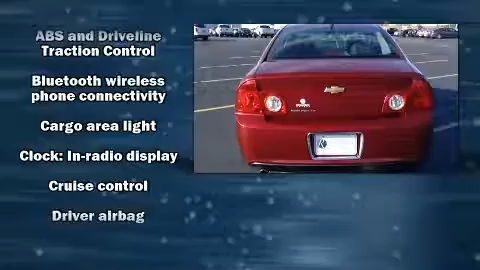 ABS and Driveline
Traction Control
Bluetooth wireless
phone connectivity
Cargo area light
Clock: In-radio display
Cruise control
Driver airbag